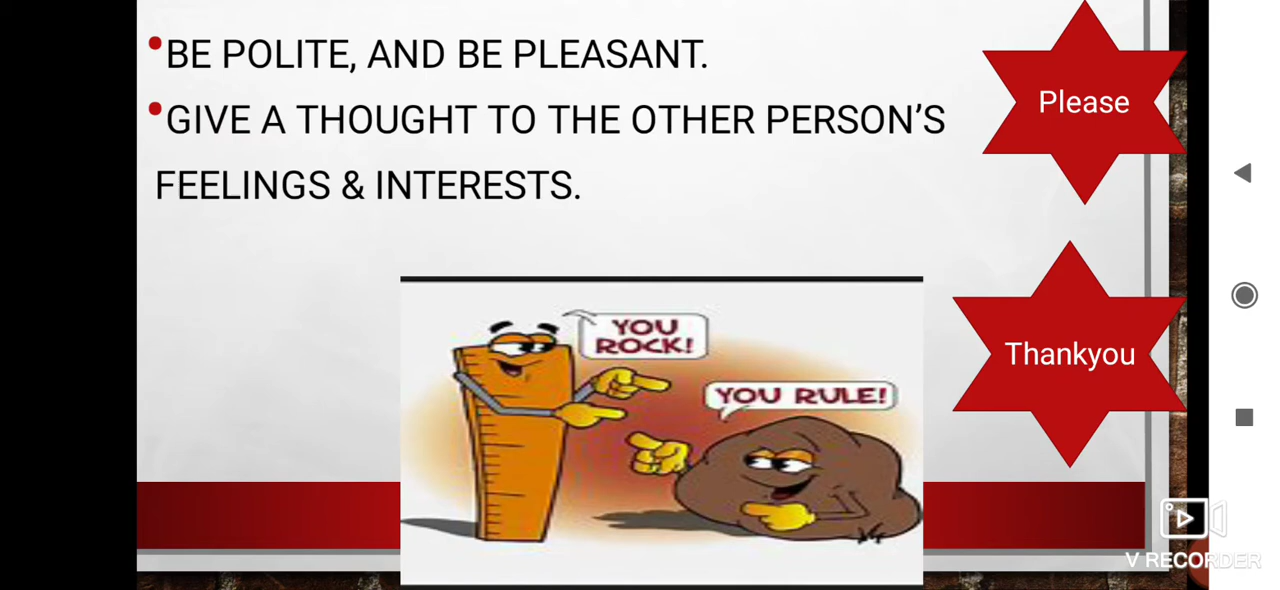 •BE POLITE, AND BE PLEASANT.
•GIVE A THOUGHT TO THE OTHER PERSON’S
FEELINGS & INTERESTS.
Please
Thankyou
YOU
ROCK!
YOU RULE!
V RECORDER